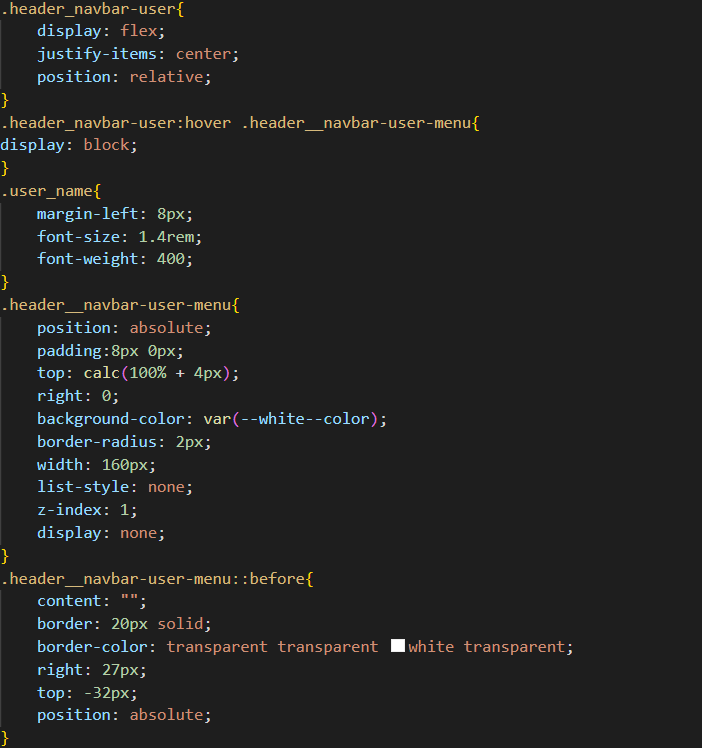 .header_navbar-user{
    display: flex;
    justify-items: center;
    position: relative;
}
.header_navbar-user:hover .header__navbar-user-menu{
display: block;
}
.user_name{
    margin-left: 8px;
    font-size: 1.4rem;
    font-weight: 400;
}
.header__navbar-user-menu{
    position: absolute;
    padding:8px 0px;
    top: calc(100% + 4px);
    right: 0;
    background-color: var(--white--color);
    border-radius: 2px;
    width: 160px;
    list-style: none;
    z-index: 1;
    display: none;
}
.header__navbar-user-menu::before{
    content: "";
    border: 20px solid;
    border-color: transparent transparent white transparent;
    right: 27px;
    top: -32px;
    position: absolute;
}